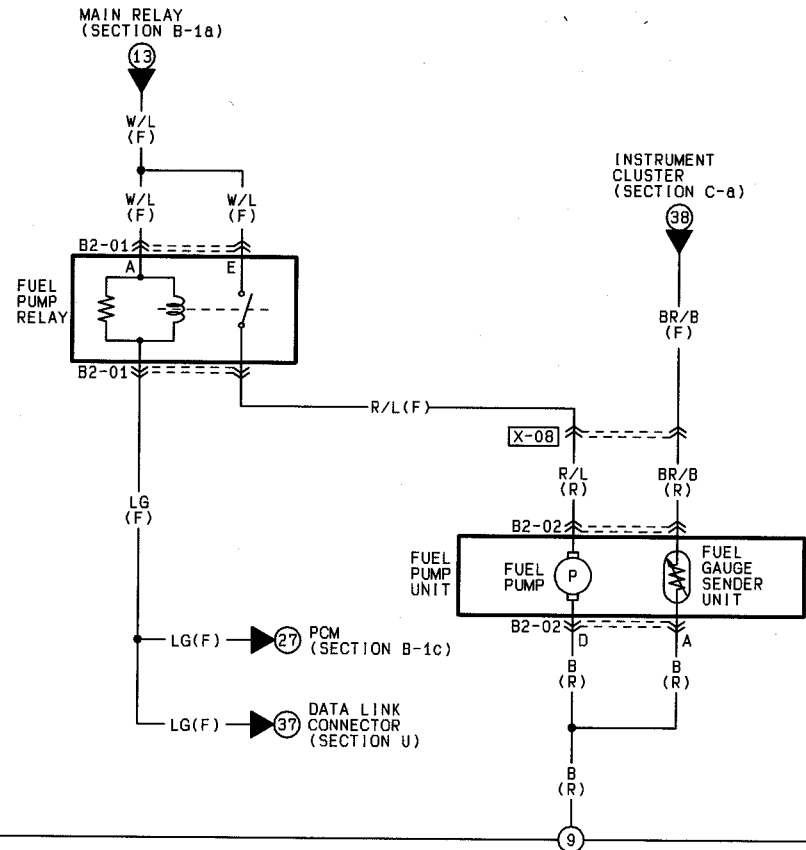 MAIN RELAY
(SECTION B-1a)
13
W/L
(F)
W/L
(F)
W/L
(F)
B2-01
A
E
FUEL
PUMP
RELAY
B2-01
R/L(F)
LG
(F)
LG(F)
27
PCM
(SECTION B-1c)
LG(F)
37
DATA LINK
CONNECTOR
(SECTION U)
INSTRUMENT
CLUSTER
(SECTION C-a)
38
BR/B
(F)
X-08
R/L
(R)
BR/B
(R)
B2-02
FUEL
PUMP
UNIT
FUEL
PUMP
P
FUEL
GAUGE
SENDER
UNIT
B2-02
D
A
B
(R)
B
(R)
B
(R)
9